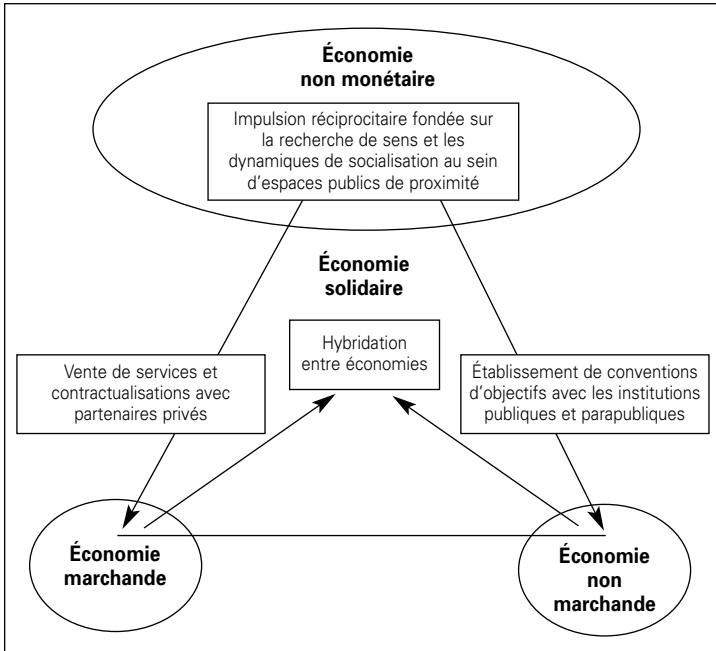 Économie
non monétaire
Impulsion réciprocitaire fondée sur
la recherche de sens et les
dynamiques de socialisation au sein
d'espaces publics de proximité
Économie
solidaire
Hybridation
entre économies
Vente de services et
contractualisations avec
partenaires privés
Établissement de conventions
d'objectifs avec les institutions
publiques et parapubliques
Économie
marchande
Économie
non
marchande